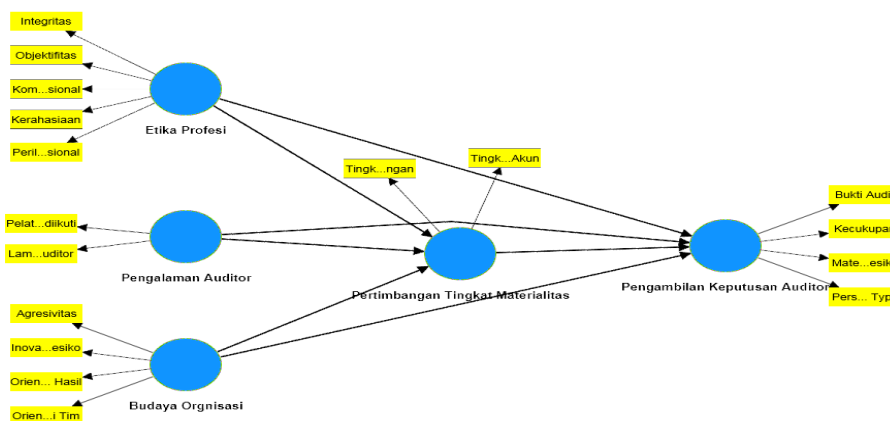 Integritas
Objektifitas
Kom...sional
Kerahasiaan
Peril...sional
Etika Profesi
Tingk...ngan
Tingk...Akun
Pelat...diikuti
Lam...uditor
Pengalaman Auditor
Pertimbangan Tingkat Materialitas
Bukti Audi
Kecukupan
Mate...esiko
Pers... Typ
Pengambilan Keputusan Auditor
Agresivitas
Inova...esiko
Orien... Hasil
Orien...i Tim
Budaya Orgnisasi